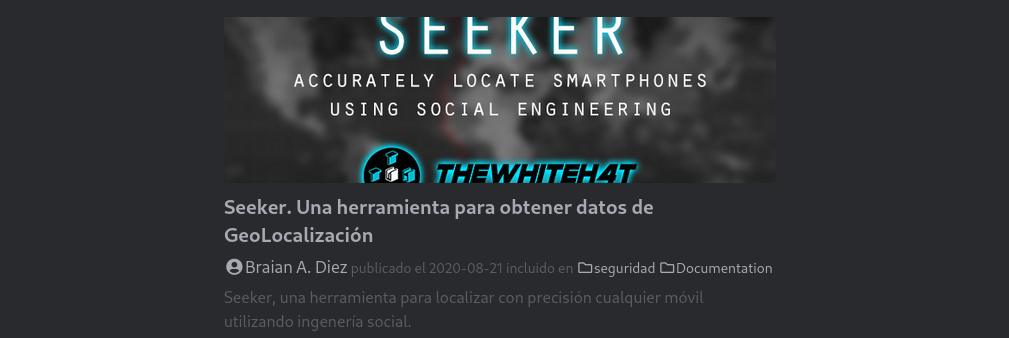 SEEKER
ACCURATELY LOCATE SMARTPHONES
USING SOCIAL ENGINEERING
THEWHITEH4T
Seeker. Una herramienta para obtener datos de
GeoLocalización
Braian A. Diez publicado el 2020-08-21 incluido en seguridad Documentation
Seeker, una herramienta para localizar con precisión cualquier móvil
utilizando ingenería social.